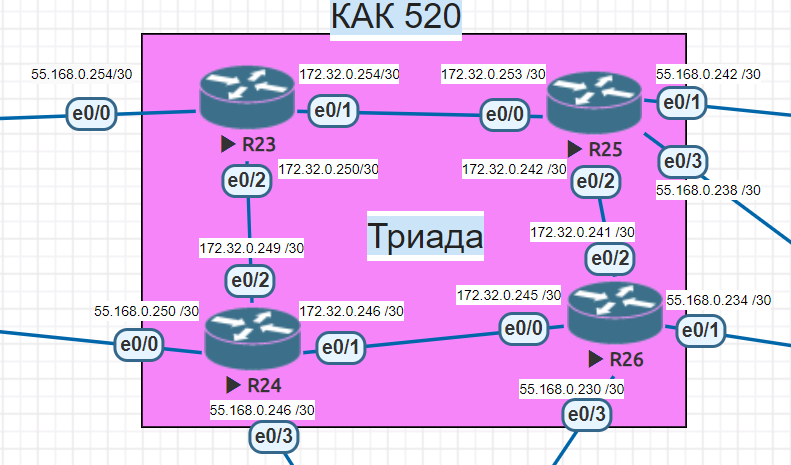 КАК 520
55.168.0.254/30
172.32.0.254/30
172.32.0.253 /30
55.168.0.242 /30
e0/0
e0/1
e0/0
e0/1
R23
R25
e0/2
172.32.0.250/30
172.32.0.242 /30
e0/2
e0/3
55.168.0.238 /30
Триада
172.32.0.249 /30
172.32.0.241 /30
e0/2
e0/2
55.168.0.250 /30
172.32.0.246 /30
172.32.0.245 /30
55.168.0.234 /30
e0/0
e0/1
e0/0
e0/1
R24
R26
55.168.0.246 /30
55.168.0.230 /30
e0/3
e0/3